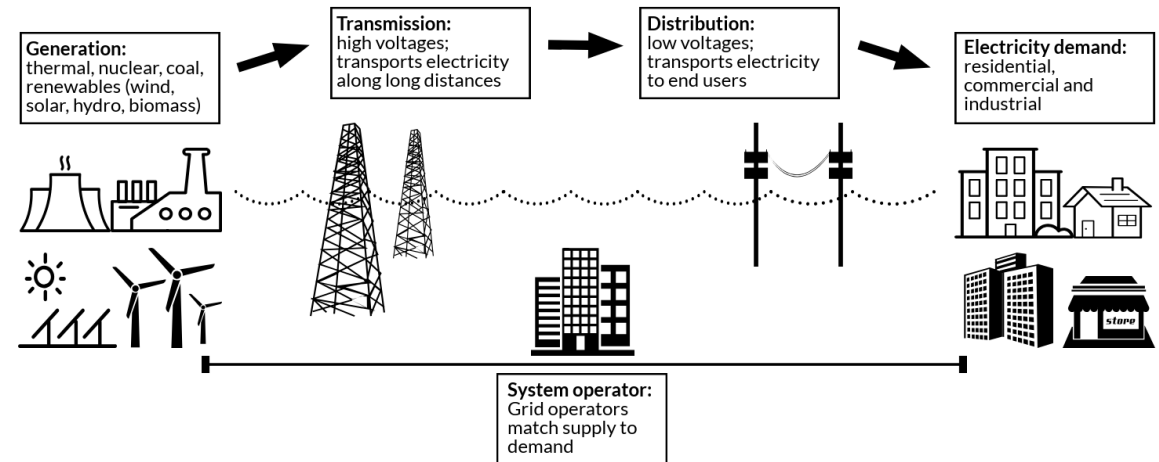 Generation:
thermal, nuclear, coal,
renewables (wind,
solar, hydro, biomass)
Transmission:
high voltages;
transports electricity
along long distances
Distribution:
low voltages;
transports electricity
to end users
Electricity demand:
residential,
commercial and
industrial
store
System operator:
Grid operators
match supply to
demand